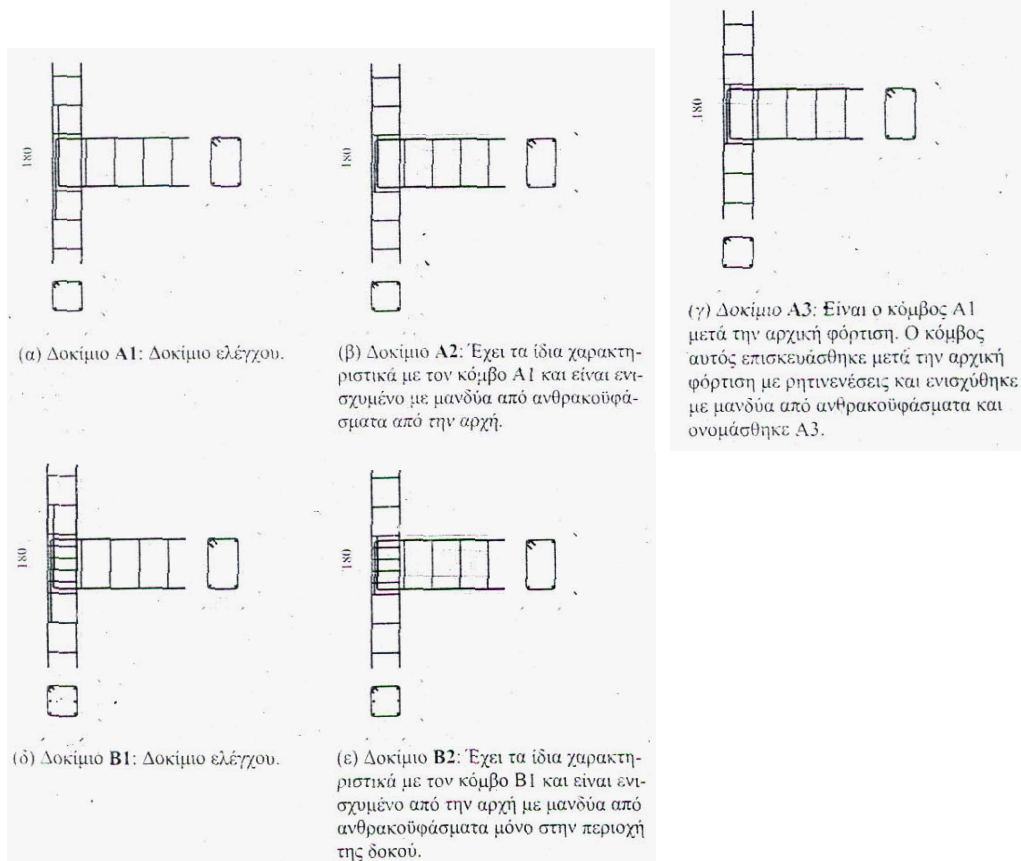 180
(α) Δοκίμιο A1: Δοκίμιο ελέγχου.
180
(β) Δοκίμιο A2: Έχει τα ίδια χαρακτη-
ριστικά με τον κόμβο A1 και είναι ενι-
σχυμένο με μανδύα από ανθρακοϋφά-
σματα από την αρχή.
180
(γ) Δοκίμιο A3: Είναι ο κόμβος A1
μετά την αρχική φόρτιση. Ο κόμβος
αυτός επισκευάσθηκε μετά την αρχική
φόρτιση με ρητινενέσεις και ενισχύθηκε
με μανδύα από ανθρακοϋφάσματα και
ονομάσθηκε A3.
180
(δ) Δοκίμιο B1: Δοκίμιο ελέγχου.
180
(ε) Δοκίμιο B2: Έχει τα ίδια χαρακτη-
ριστικά με τον κόμβο B1 και είναι ενι-
σχυμένο από την αρχή με μανδύα από
ανθρακοϋφάσματα μόνο στην περιοχή
της δοκού.